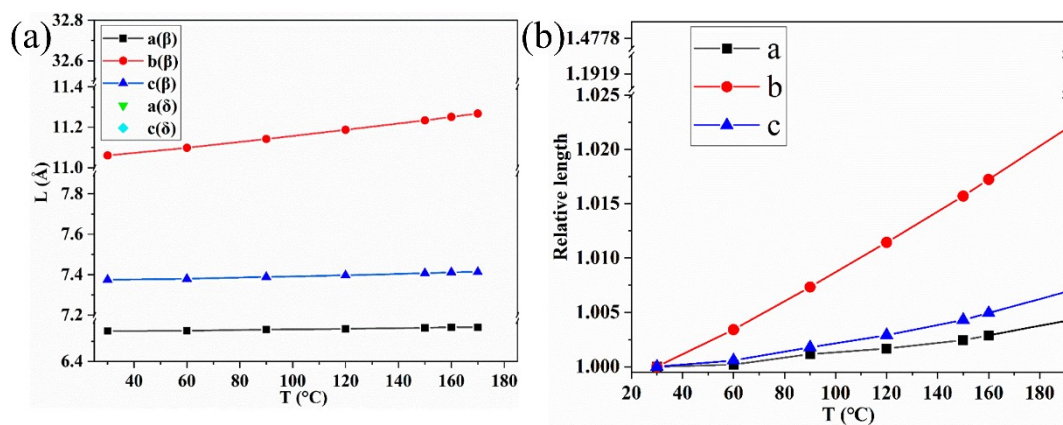 (a)
32.8
32.6
11.4
11.2
11.0
7.8
7.6
7.4
7.2
6.4
L (Å)
a(β)
b(β)
c(β)
a(δ)
c(δ)
20 40 60 80 100 120 140 160 180
T (°C)
(b)
1.4778
1.1919
1.025
1.020
1.015
1.010
1.005
1.000
Relative length
a
b
c
20 40 60 80 100 120 140 160
T (°C)